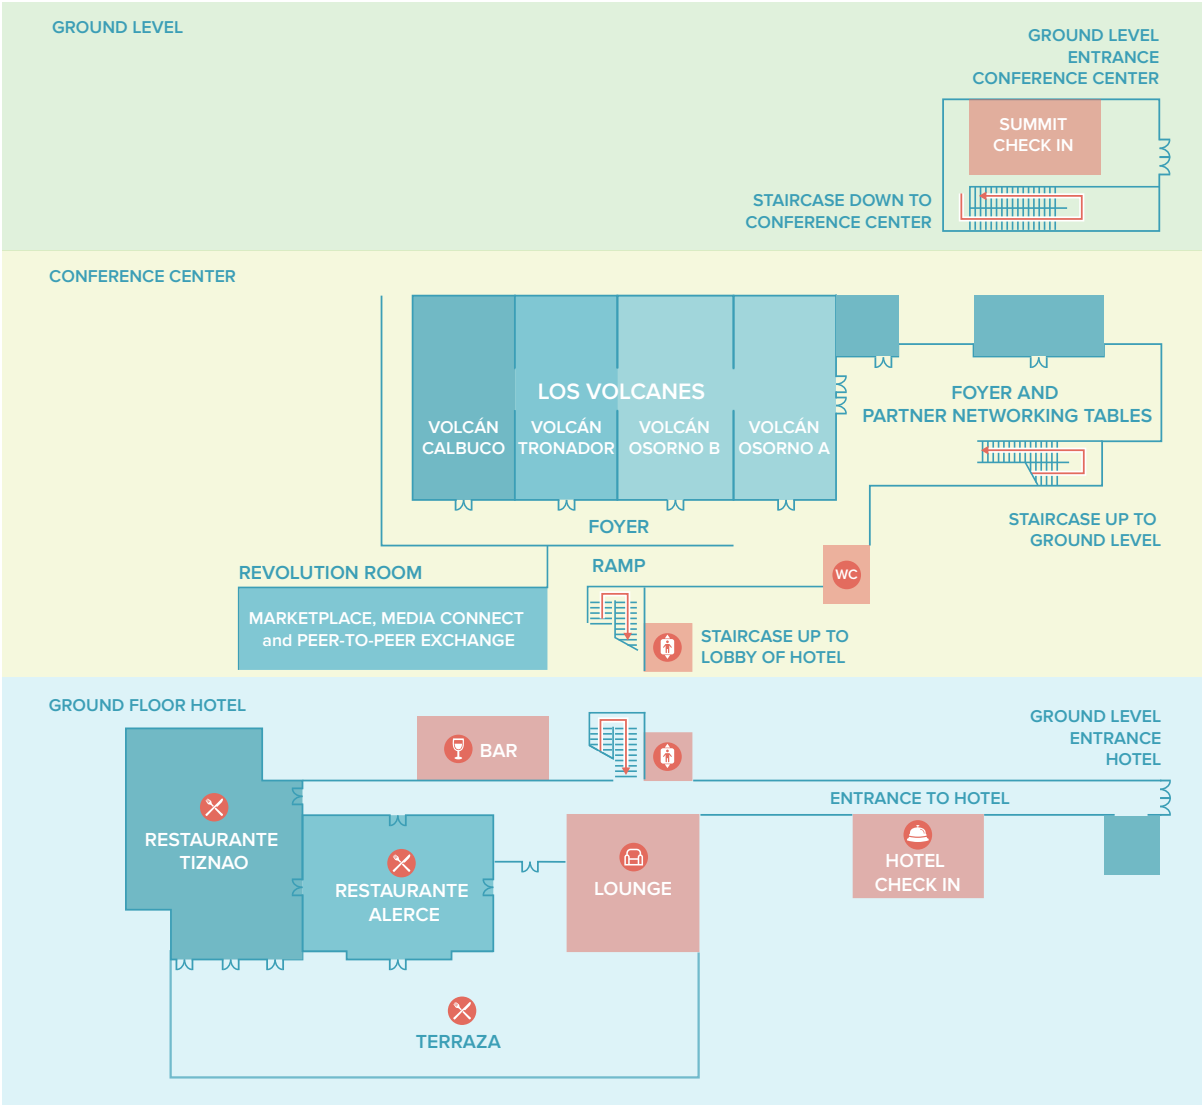 GROUND LEVEL
GROUND LEVEL
ENTRANCE
CONFERENCE CENTER
SUMMIT
CHECK IN
STAIRCASE DOWN TO
CONFERENCE CENTER
CONFERENCE CENTER
LOS VOLCANES
VOLCÁN
CALBUCO
VOLCÁN
TRONADOR
VOLCÁN
OSORNO B
VOLCÁN
OSORNO A
FOYER AND
PARTNER NETWORKING TABLES
STAIRCASE UP TO
GROUND LEVEL
FOYER
RAMP
WC
REVOLUTION ROOM
MARKETPLACE, MEDIA CONNECT
and PEER-TO-PEER EXCHANGE
STAIRCASE UP TO
LOBBY OF HOTEL
GROUND FLOOR HOTEL
GROUND LEVEL
ENTRANCE
HOTEL
BAR
ENTRANCE TO HOTEL
RESTAURANTE
TIZNAO
RESTAURANTE
ALERCE
LOUNGE
HOTEL
CHECK IN
TERRAZA